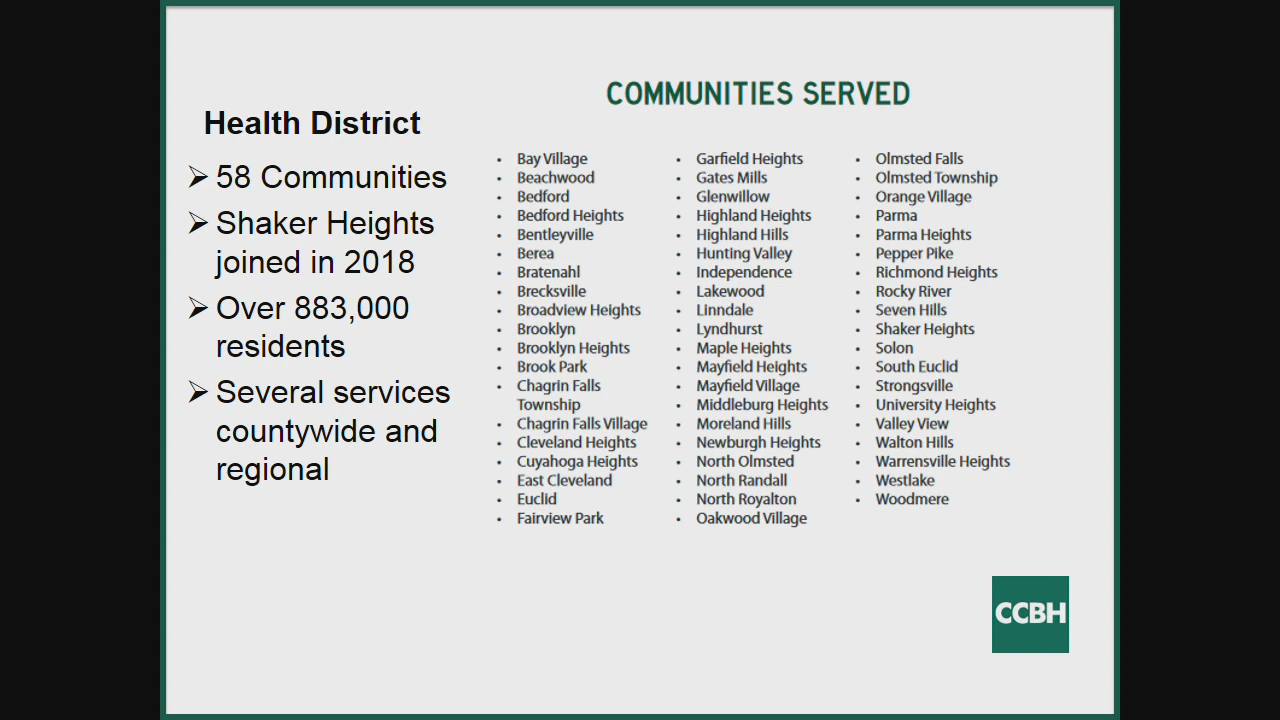 Health District
58 Communities
Shaker Heights
joined in 2018
Over 883,000
residents
Several services
countywide and
regional
COMMUNITIES SERVED
Bay Village
Beachwood
Bedford
Bedford Heights
Bentleyville
Berea
Bratenahl
Brecksville
Broadview Heights
Brooklyn
Brooklyn Heights
Brook Park
Chagrin Falls
Township
Chagrin Falls Village
Cleveland Heights
Cuyahoga Heights
East Cleveland
Euclid
Fairview Park
Garfield Heights
Gates Mills
Glenwillow
Highland Heights
Highland Hills
Hunting Valley
Independence
Lakewood
Linndale
Lyndhurst
Maple Heights
Mayfield Heights
Mayfield Village
Middleburg Heights
Moreland Hills
Newburgh Heights
North Olmsted
North Randall
North Royalton
Oakwood Village
Olmsted Falls
Olmsted Township
Orange Village
Parma
Parma Heights
Pepper Pike
Richmond Heights
Rocky River
Seven Hills
Shaker Heights
Solon
South Euclid
Strongsville
University Heights
Valley View
Walton Hills
Warrensville Heights
Westlake
Woodmere
CCBH